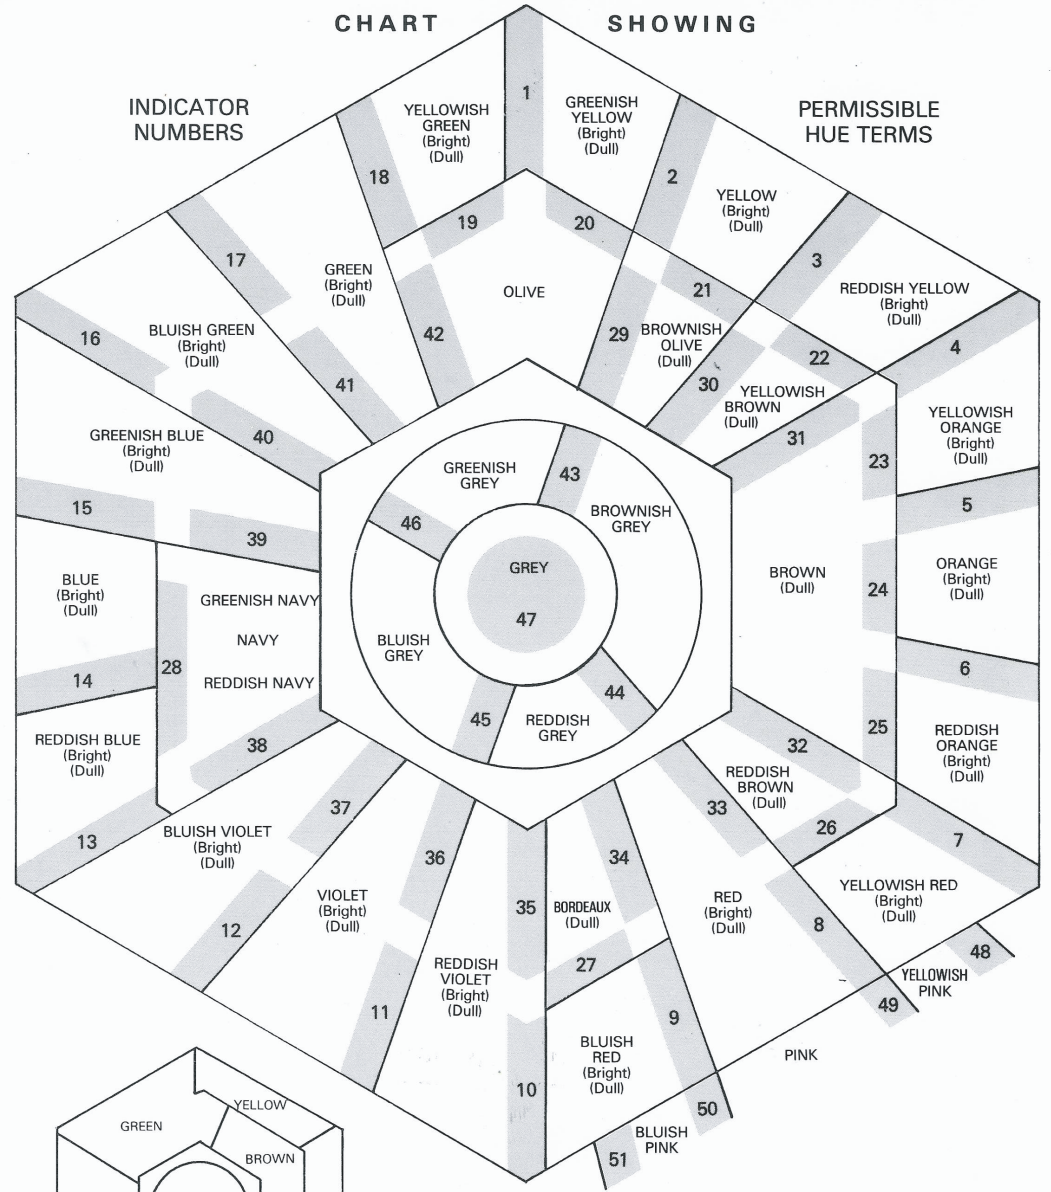 CHART SHOWING
INDICATOR
NUMBERS
PERMISSIBLE
HUE TERMS
1
YELLOWISH
GREEN
(Bright)
(Dull)
GREENISH
YELLOW
(Bright)
(Dull)
18
2
YELLOW
(Bright)
(Dull)
19
20
17
3
GREEN
(Bright)
(Dull)
OLIVE
21
REDDISH YELLOW
(Bright)
(Dull)
16
BLUISH GREEN
(Bright)
(Dull)
42
29
BROWNISH
OLIVE
(Dull)
22
4
41
30
YELLOWISH
BROWN
(Dull)
GREENISH BLUE
(Bright)
(Dull)
40
31
YELLOWISH
ORANGE
(Bright)
(Dull)
23
GREENISH
GREY
43
15
39
46
BROWNISH
GREY
5
BLUE
(Bright)
(Dull)
GREENISH NAVY
NAVY
REDDISH NAVY
GREY
47
BROWN
(Dull)
24
ORANGE
(Bright)
(Dull)
BLUISH
GREY
14
28
44
6
45
REDDISH
GREY
REDDISH BLUE
(Bright)
(Dull)
38
32
25
REDDISH
ORANGE
(Bright)
(Dull)
13
BLUISH VIOLET
(Bright)
(Dull)
37
33
REDDISH
BROWN
(Dull)
26
7
36
34
VIOLET
(Bright)
(Dull)
35
BORDEAUX
(Dull)
RED
(Bright)
(Dull)
YELLOWISH RED
(Bright)
(Dull)
12
8
48
27
REDDISH
VIOLET
(Bright)
(Dull)
YELLOWISH
PINK
11
9
49
BLUISH
RED
(Bright)
(Dull)
PINK
10
50
BLUISH
PINK
51
YELLOW
GREEN
BROWN